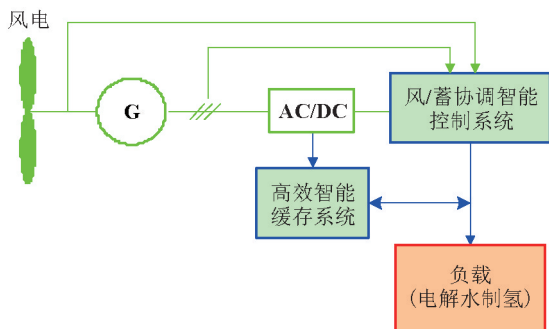 风电
G
AC/DC
风/蓄协调智能
控制系统
高效智能
缓存系统
负载
(电解水制氢)